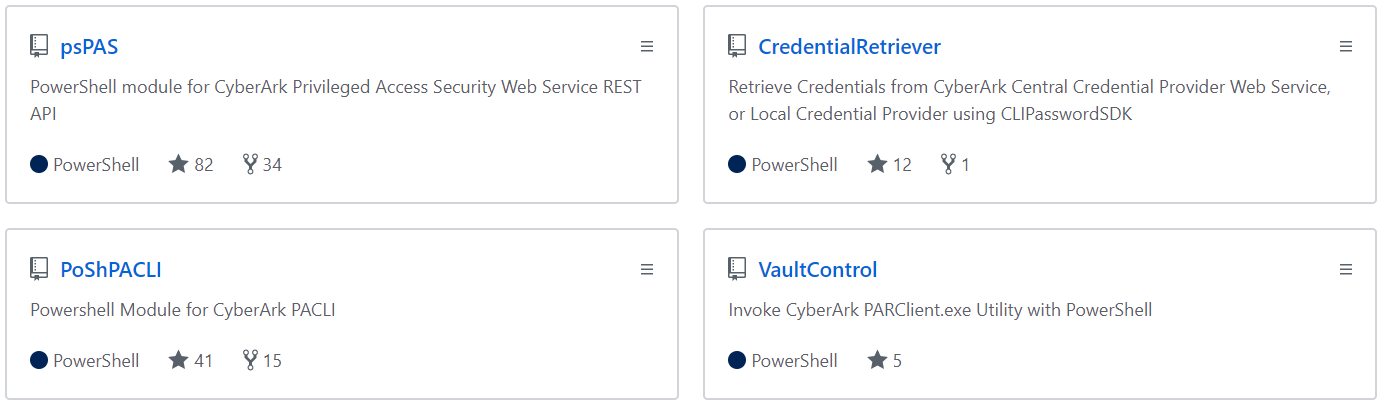 psPAS
PowerShell module for CyberArk Privileged Access Security Web Service REST
API
PowerShell 82 34
CredentialRetriever
Retrieve Credentials from CyberArk Central Credential Provider Web Service,
or Local Credential Provider using CLIPasswordSDK
PowerShell 12 1
PoShPACLI
Powershell Module for CyberArk PACLI
PowerShell 41 15
VaultControl
Invoke CyberArk PARClient.exe Utility with PowerShell
PowerShell 5